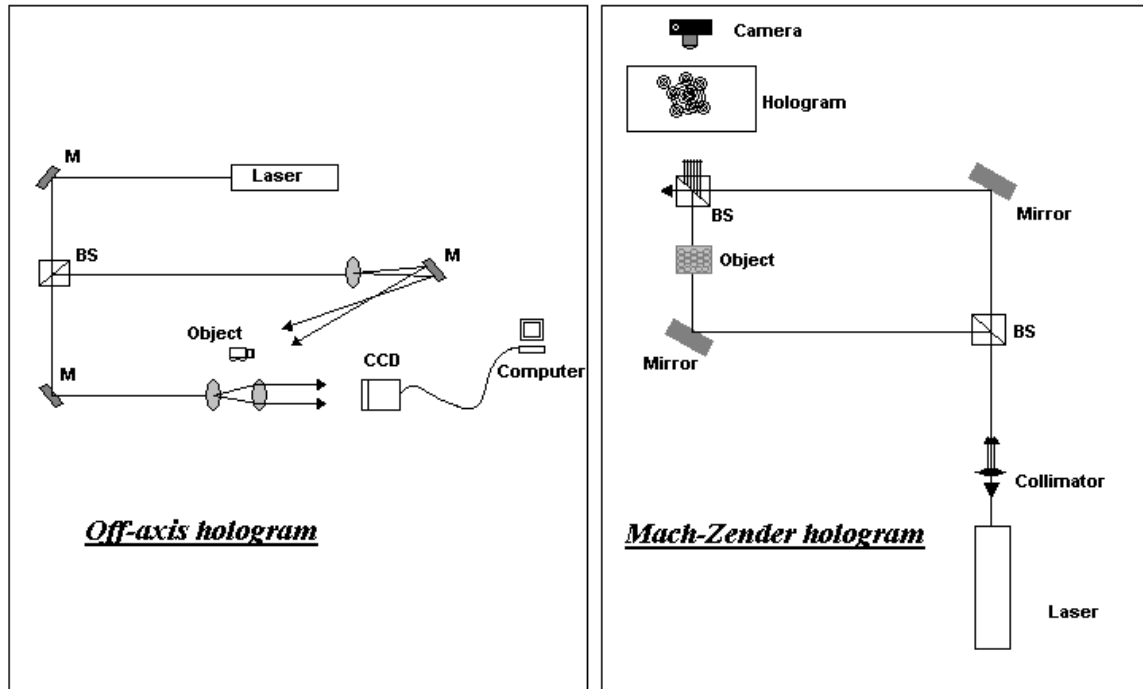 M
Laser
BS
M
Object
CCD
Computer
M
Off-axis hologram
Camera
Hologram
BS
Mirror
Object
BS
Mirror
Collimator
Mach-Zender hologram
Laser